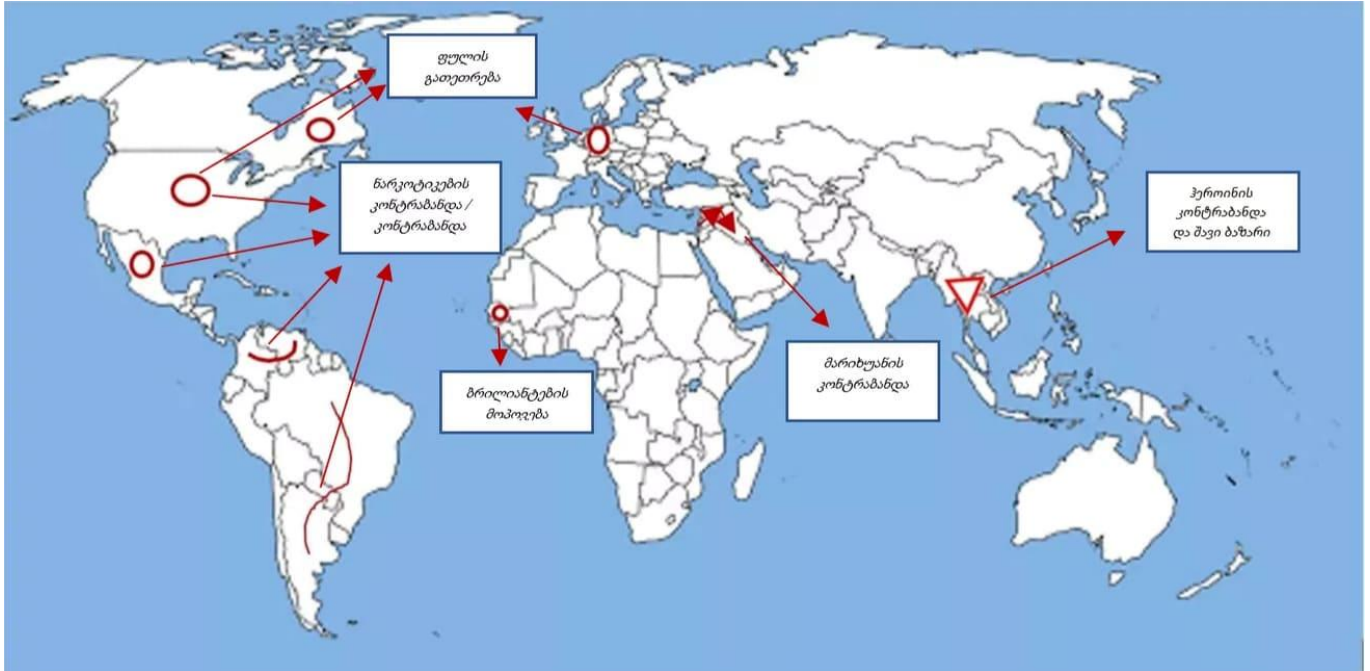 ფულის
გათეთრება
ნარკოტიკების
კონტრაბანდა /
კონტრაბანდა
ჰეროინის
კონტრაბანდა
და შავი ბაზარი
მარიხუანის
კონტრაბანდა
ბრილიანტების
მოპოვება